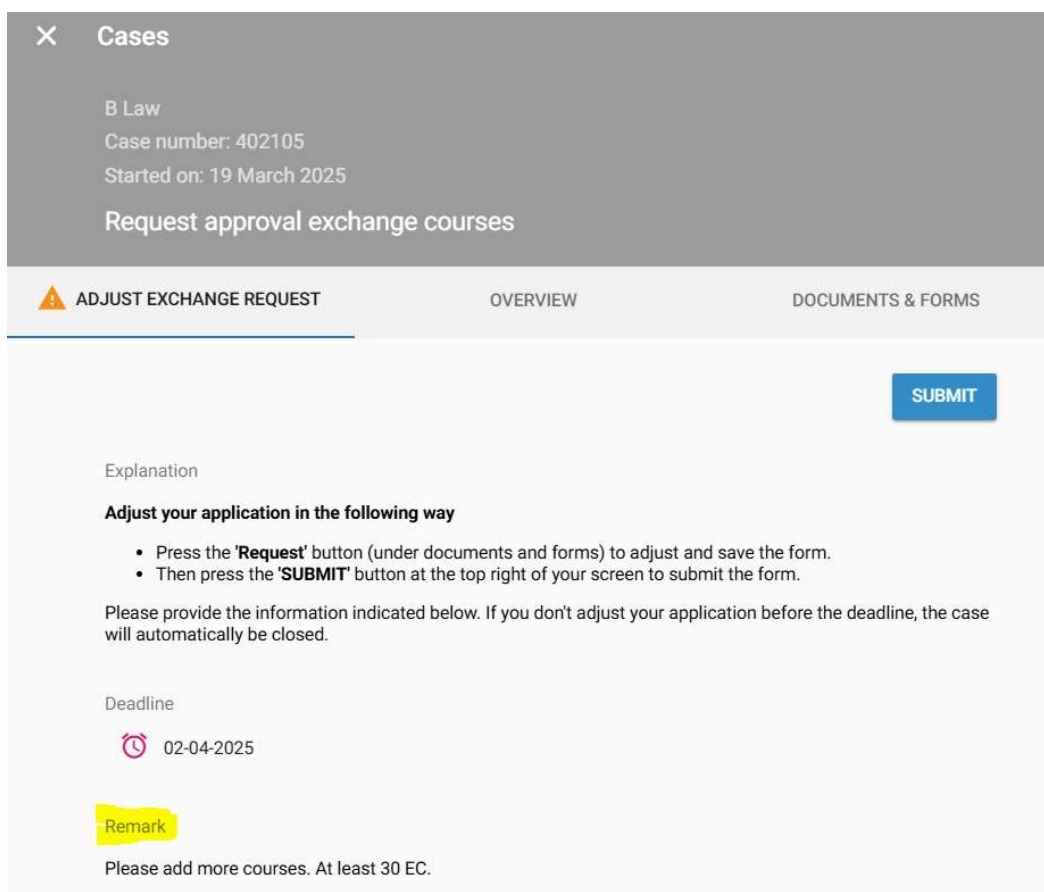 Cases
B Law
Case number: 402105
Started on: 19 March 2025
Request approval exchange courses
ADJUST EXCHANGE REQUEST OVERVIEW DOCUMENTS & FORMS
SUBMIT
Explanation
Adjust your application in the following way
• Press the 'Request' button (under documents and forms) to adjust and save the form.
• Then press the 'SUBMIT' button at the top right of your screen to submit the form.
Please provide the information indicated below. If you don't adjust your application before the deadline, the case
will automatically be closed.
Deadline
02-04-2025
Remark
Please add more courses. At least 30 EC.